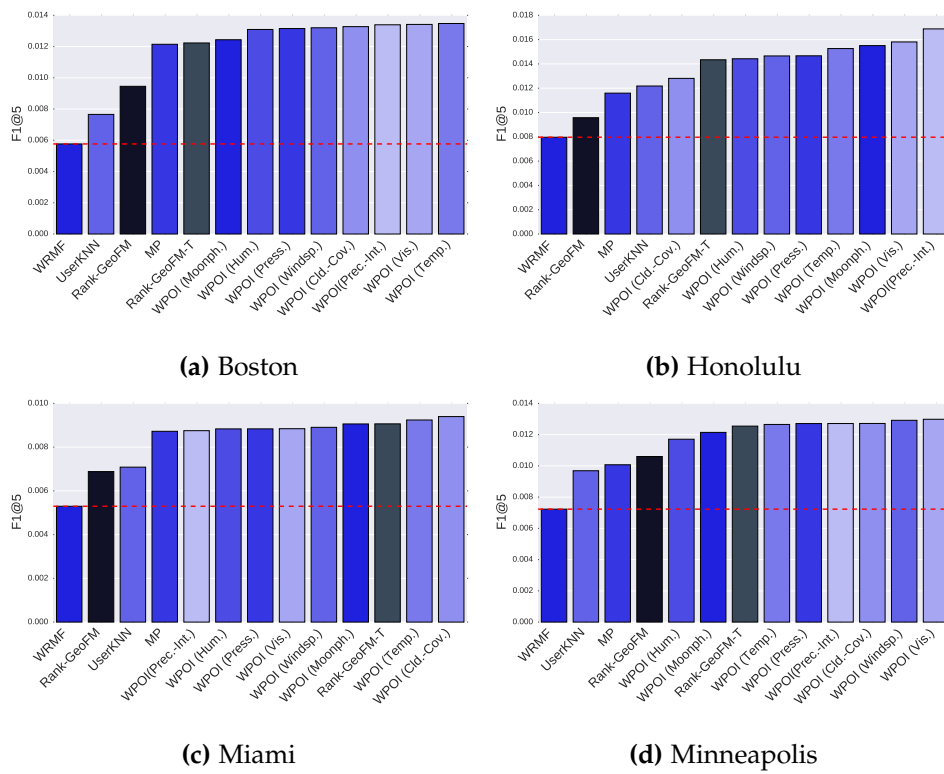 0.014
0.012
0.010
0.008
0.006
0.004
0.002
0.000
F1@5
WRMF
UserKNN
Rank-GeoFM
MP
Rank-GeoFM-T
WPOI (Moonph.)
WPOI (Hum.)
WPOI (Press.)
WPOI (Windsp.)
WPOI (Cld.-Cov.)
WPOI(Prec.-Int.)
WPOI (Vis.)
WPOI (Temp.)
(a) Boston
0.018
0.016
0.014
0.012
0.010
0.008
0.006
0.004
0.002
0.000
F1@5
WRMF
Rank-GeoFM
MP
UserKNN
WPOI (Cld.-Cov.)
Rank-GeoFM-T
WPOI (Hum.)
WPOI (Windsp.)
WPOI (Press.)
WPOI (Temp.)
WPOI (Moonph.)
WPOI (Vis.)
WPOI(Prec.-Int.)
(b) Honolulu
0.010
0.008
0.006
0.004
0.002
0.000
F1@5
WRMF
Rank-GeoFM
UserKNN
MP
WPOI(Prec.-Int.)
WPOI (Hum.)
WPOI (Press.)
WPOI (Vis.)
WPOI (Windsp.)
WPOI (Moonph.)
Rank-GeoFM-T
WPOI (Temp.)
WPOI (Cld.-Cov.)
(c) Miami
0.014
0.012
0.010
0.008
0.006
0.004
0.002
0.000
F1@5
WRMF
UserKNN
MP
Rank-GeoFM
WPOI (Hum.)
WPOI (Moonph.)
Rank-GeoFM-T
WPOI (Temp.)
WPOI (Press.)
WPOI(Prec.-Int.)
WPOI (Cld.-Cov.)
WPOI (Windsp.)
WPOI (Vis.)
(d) Minneapolis